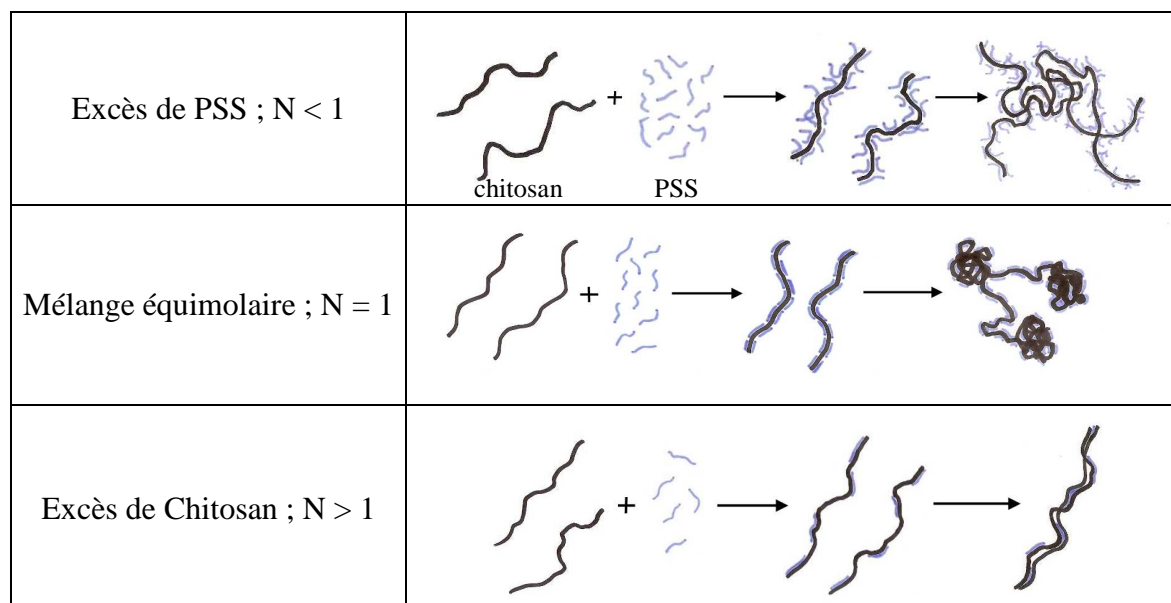 Excès de PSS ; N < 1
+
chitosan
PSS
Mélange équimolaire ; N = 1
+
Excès de Chitosan ; N > 1
+